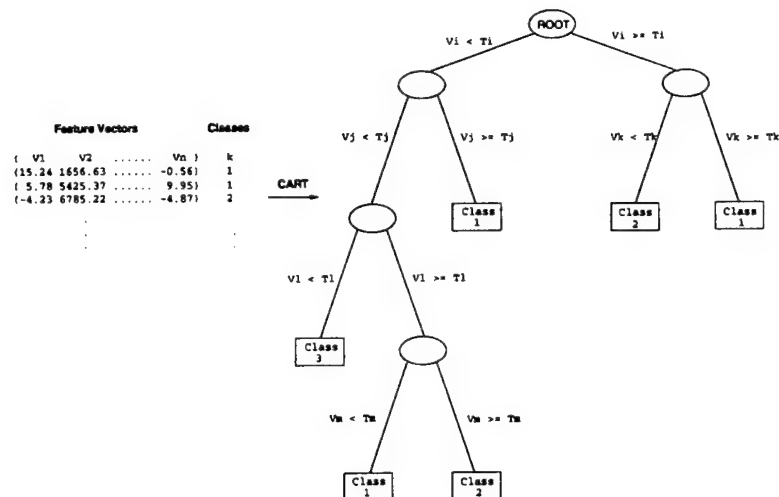 ROOT
Vi < Ti
Vi >= Ti
Feature Vectors Classes
Vj < Tj
Vj >= Tj
Vk < Tk
Vk >= Tk
( V1 V2 ...... Vn ) k
(15.24 1656.63 ...... -0.56) 1
( 5.78 5425.37 ...... 9.95) 1
(-4.23 6785.22 ...... -4.87) 2
CART
Class
1
Class
2
Class
1
Vl < Tl
Vl >= Tl
Class
3
Vm < Tm
Vm >= Tm
Class
1
Class
2